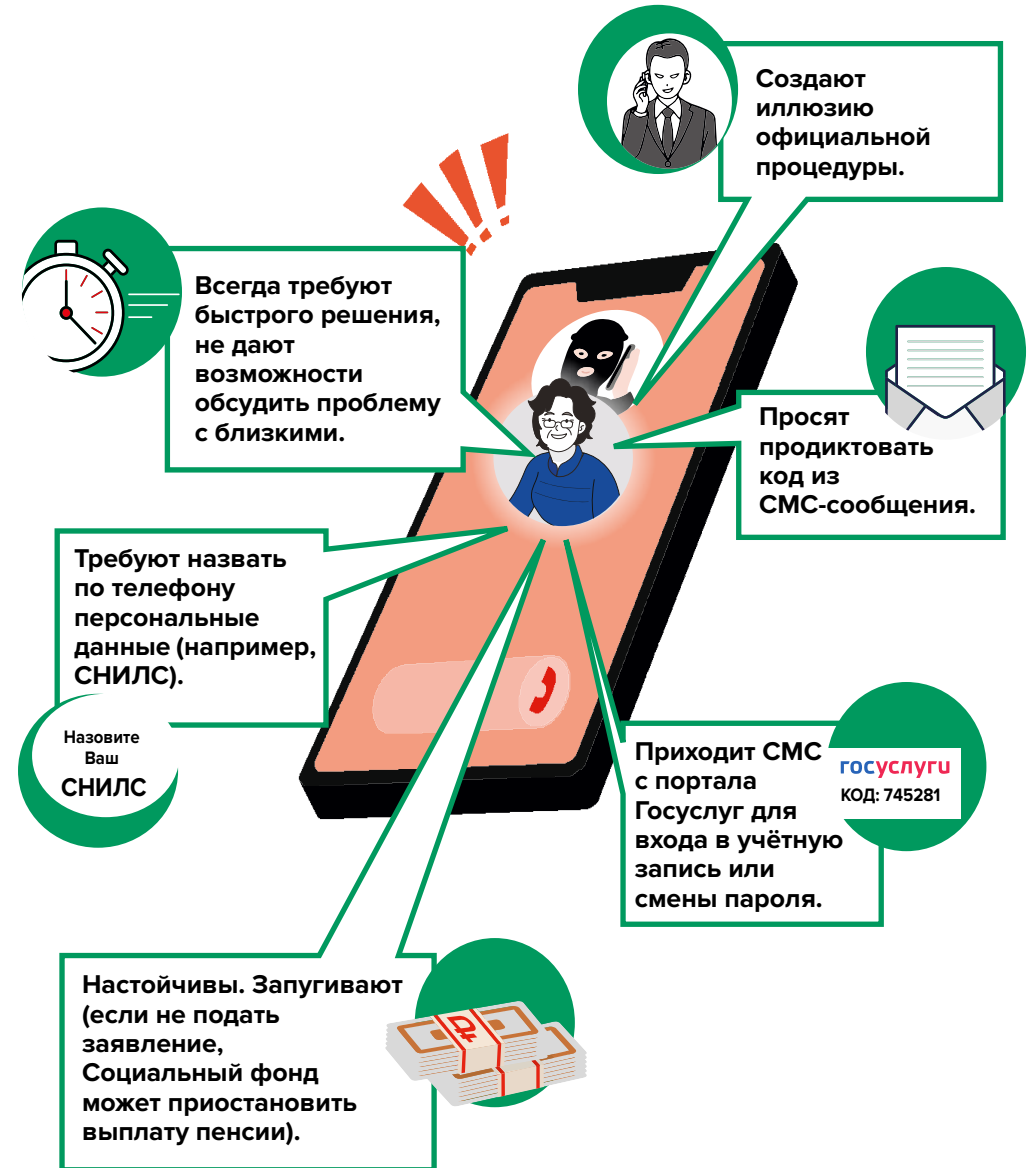 Создают
иллюзию
официальной
процедуры.
Всегда требуют
быстрого решения,
не дают
возможности
обсудить проблему
с близкими.
Просят
продиктовать
код из
СМС-сообщения.
Требуют назвать
по телефону
персональные
данные (например,
СНИЛС).
Назовите
Ваш
СНИЛС
Приходит СМС
с портала
Госуслуг для
входа в учётную
запись или
смены пароля.
госуслуги
КОД: 745281
Настойчивы. Запугивают
(если не подать
заявление,
Социальный фонд
может приостановить
выплату пенсии).